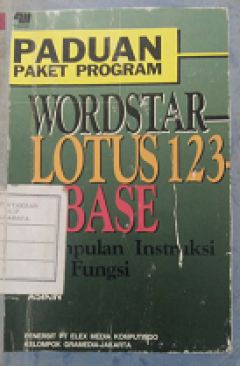 PADUAN
PAKET PROGRAM
WORDSTAR-
LOTUS 123-
BASE
mpulan Instruksi
Fungsi
PENERBIT PT ELEX MEDIA KOMPUTINDO
KELOMPOK GRAMEDIA-JAKARTA